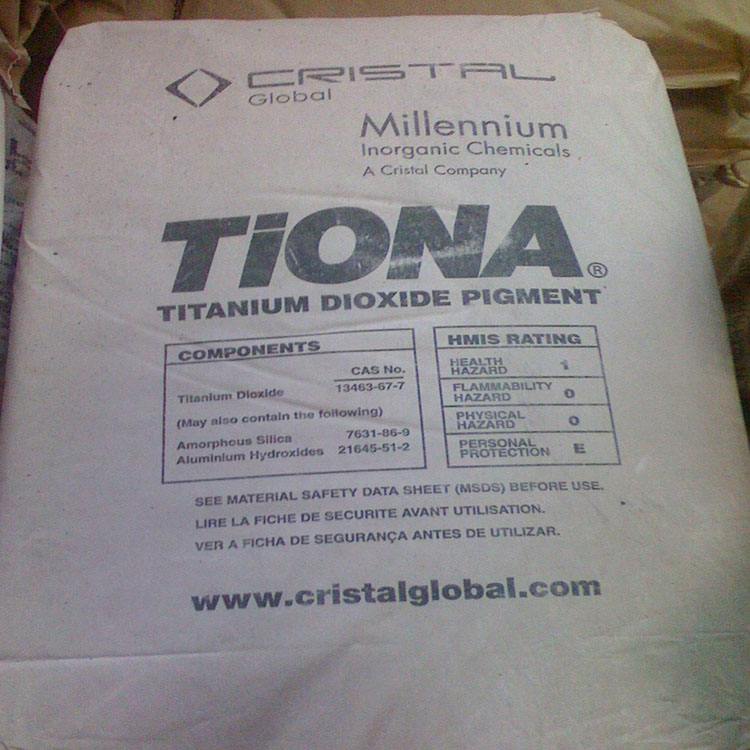 CRISTAL
Global
Millennium
Inorganic Chemicals
A Cristal Company
TiONA®
TITANIUM DIOXIDE PIGMENT
COMPONENTS
CAS No.
Titanium Dioxide 13463-67-7
(May also contain the following)
Amorphous Silica 7631-86-9
Aluminium Hydroxides 21645-51-2
HMIS RATING
HEALTH
HAZARD 1
FLAMMABILITY
HAZARD 0
PHYSICAL
HAZARD 0
PERSONAL
PROTECTION E
SEE MATERIAL SAFETY DATA SHEET (MSDS) BEFORE USE.
LIRE LA FICHE DE SECURITE AVANT UTILISATION.
VER A FICHA DE SEGURANÇA ANTES DE UTILIZAR.
www.cristalglobal.com